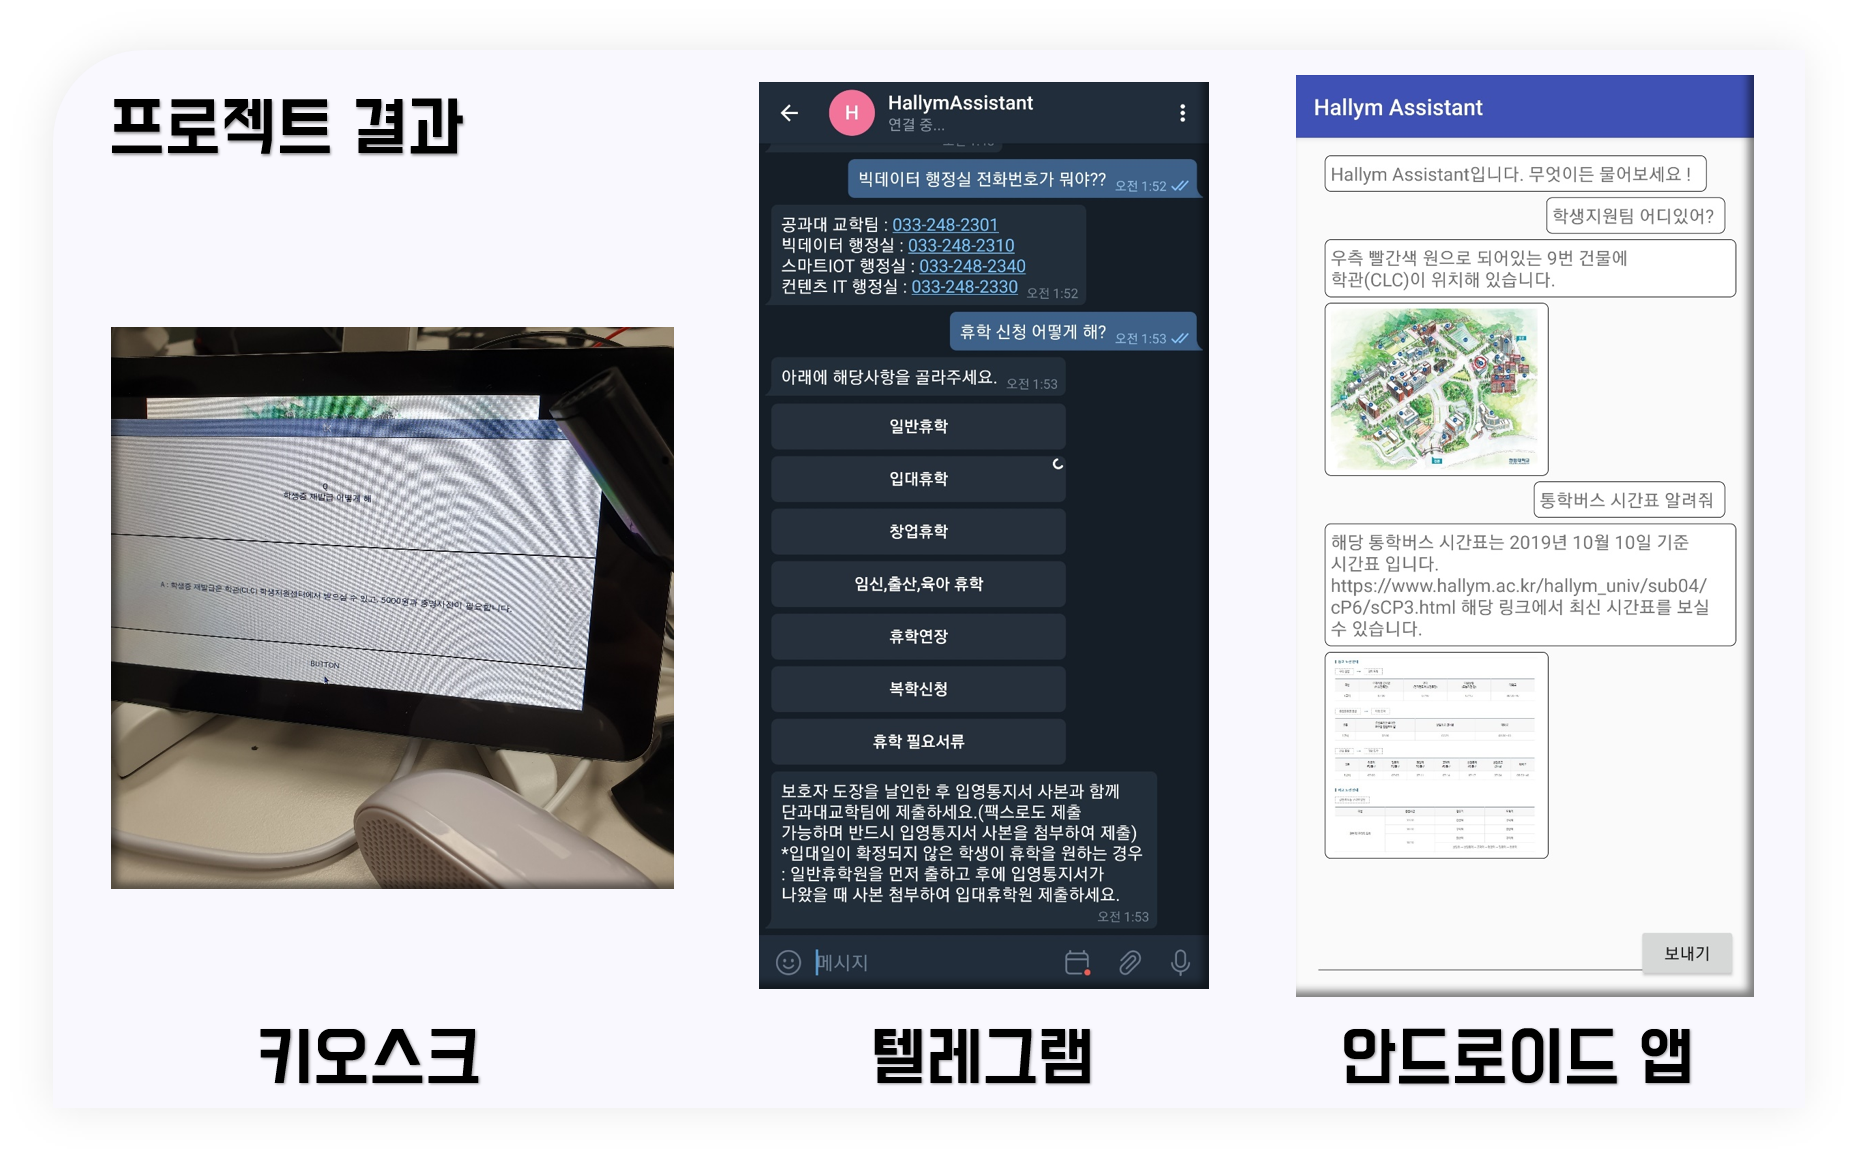 프로젝트 결과
Q
학생증 재발급 어떻게 해
A : 학생증 재발급은 학관(CLC) 학생지원센터에서 받으실 수 있고, 5000원과 증명사진이 필요합니다.
BUTTON
키오스크
H
HallymAssistant
연결 중...
빅데이터 행정실 전화번호가 뭐야??
오전 1:52
공과대 교학팀 : 033-248-2301
빅데이터 행정실 : 033-248-2310
스마트IOT 행정실 : 033-248-2340
컨텐츠 IT 행정실 : 033-248-2330
오전 1:52
휴학 신청 어떻게 해?
오전 1:53
아래에 해당사항을 골라주세요.
오전 1:53
일반휴학
입대휴학
창업휴학
임신,출산,육아 휴학
휴학연장
복학신청
휴학 필요서류
보호자 도장을 날인한 후 입영통지서 사본과 함께
단과대교학팀에 제출하세요.(팩스로도 제출
가능하며 반드시 입영통지서 사본을 첨부하여 제출)
*입대일이 확정되지 않은 학생이 휴학을 원하는 경우
: 일반휴학원을 먼저 출하고 후에 입영통지서가
나왔을 때 사본 첨부하여 입대휴학원 제출하세요.
오전 1:53
메시지
텔레그램
Hallym Assistant
Hallym Assistant입니다. 무엇이든 물어보세요 !
학생지원팀 어디있어?
우측 빨간색 원으로 되어있는 9번 건물에
학관(CLC)이 위치해 있습니다.
통학버스 시간표 알려줘
해당 통학버스 시간표는 2019년 10월 10일 기준
시간표 입니다.
https://www.hallym.ac.kr/hallym_univ/sub04/
cP6/sCP3.html 해당 링크에서 최신 시간표를 보실
수 있습니다.
보내기
안드로이드 앱